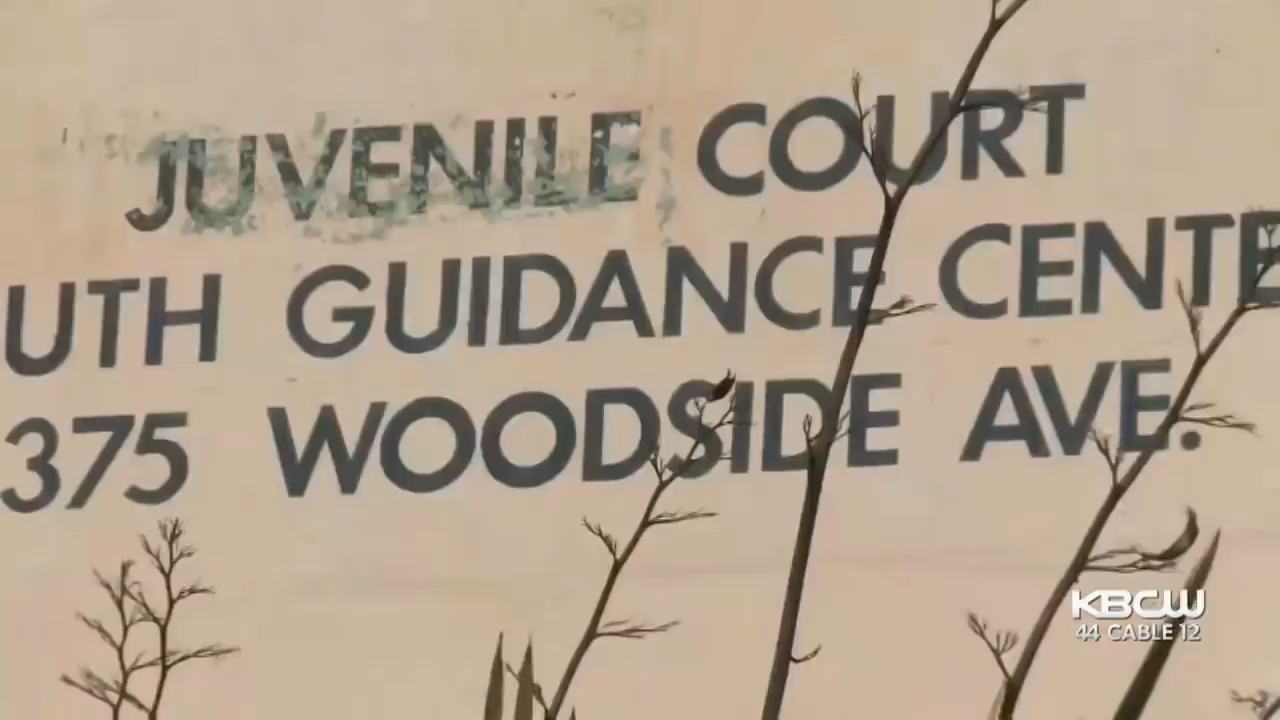 JUVENILE COURT
UTH GUIDANCE CENTE
375 WOODSIDE AVE.
KBCW
44 CABLE 12